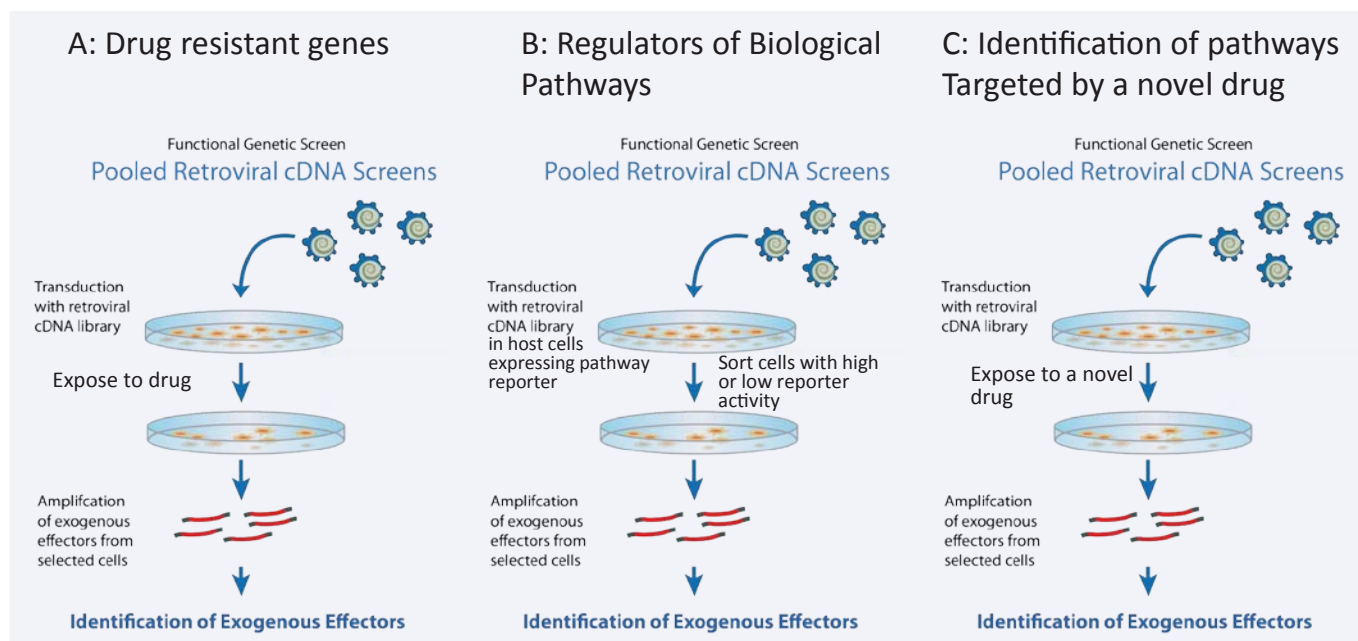 A: Drug resistant genes
Functional Genetic Screen
Pooled Retroviral cDNA Screens
Transduction
with retroviral
cDNA library
Expose to drug
Amplifcation
of exogenous
effectors from
selected cells
Identification of Exogenous Effectors
B: Regulators of Biological
Pathways
Functional Genetic Screen
Pooled Retroviral cDNA Screens
Transduction
with retroviral
cDNA library
in host cells
expressing pathway
reporter
Sort cells with high
or low reporter
activity
Amplifcation
of exogenous
effectors from
selected cells
Identification of Exogenous Effectors
C: Identification of pathways
Targeted by a novel drug
Functional Genetic Screen
Pooled Retroviral cDNA Screens
Transduction
with retroviral
cDNA library
Expose to a novel
drug
Amplifcation
of exogenous
effectors from
selected cells
Identification of Exogenous Effectors